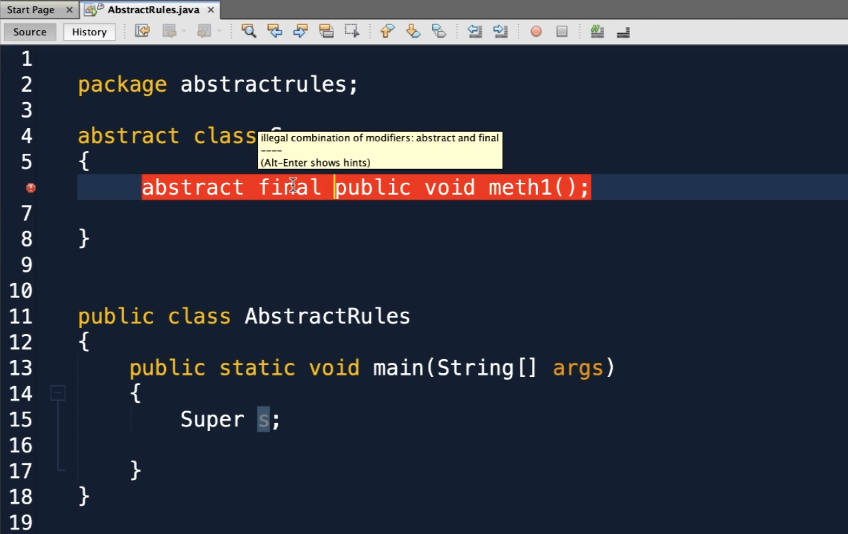 Start Page × AbstractRules.java ×
Source History
1
2 package abstractrules;
3
4 abstract class
illegal combination of modifiers: abstract and final
----
(Alt-Enter shows hints)
5 {
abstract final public void meth1();
7
8 }
9
10
11 public class AbstractRules
12 {
13 public static void main(String[] args)
14 {
15 Super s;
16
17 }
18 }
19